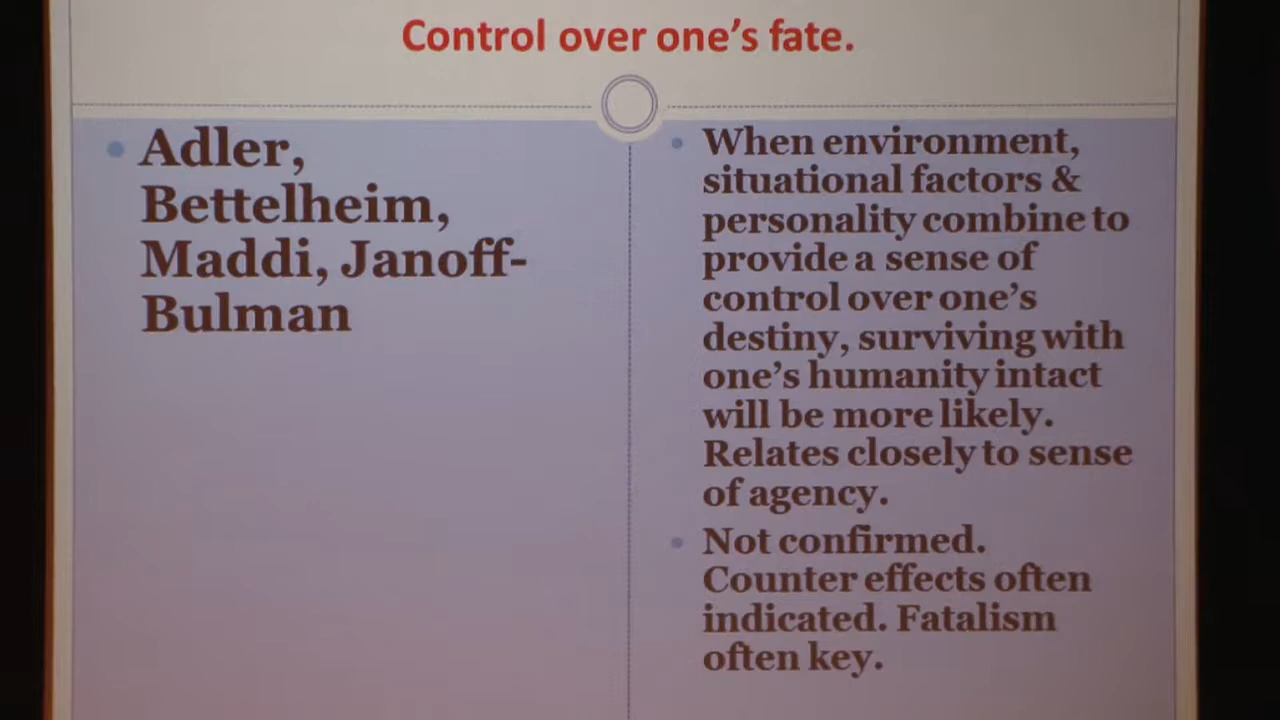 Control over one's fate.
Adler,
Bettelheim,
Maddi, Janoff-
Bulman
When environment,
situational factors &
personality combine to
provide a sense of
control over one's
destiny, surviving with
one's humanity intact
will be more likely.
Relates closely to sense
of agency.
Not confirmed.
Counter effects often
indicated. Fatalism
often key.